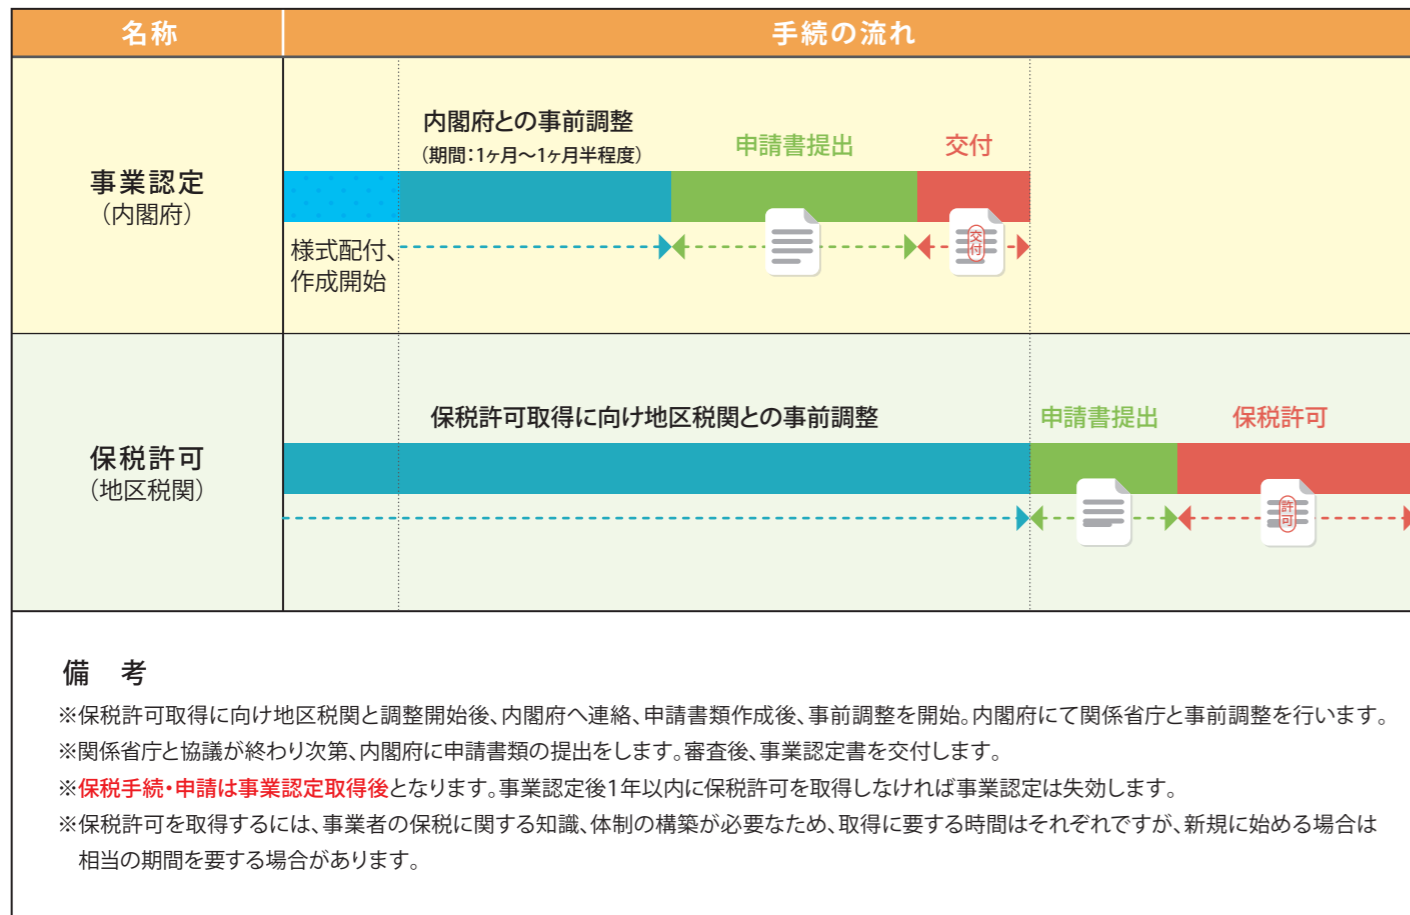 名称
手続の流れ
事業認定
（内閣府）
内閣府との事前調整
（期間：1ヶ月～1ヶ月半程度）
申請書提出
交付
様式配付、
作成開始
交付
保税許可
（地区税関）
保税許可取得に向け地区税関との事前調整
申請書提出
保税許可
許可
備　考
※保税許可取得に向け地区税関と調整開始後、内閣府へ連絡、申請書類作成後、事前調整を開始。内閣府にて関係省庁と事前調整を行います。
※関係省庁と協議が終わり次第、内閣府に申請書類の提出をします。審査後、事業認定書を交付します。
※保税手続・申請は事業認定取得後となります。事業認定後1年以内に保税許可を取得しなければ事業認定は失効します。
※保税許可を取得するには、事業者の保税に関する知識、体制の構築が必要なため、取得に要する時間はそれぞれですが、新規に始める場合は
相当の期間を要する場合があります。